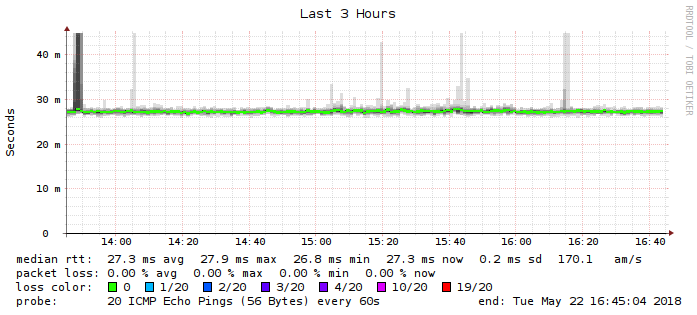 Last 3 Hours
RRDTOOL / TOBI OETIKER
Seconds
40 m
30 m
20 m
10 m
0
14:00 14:20 14:40 15:00 15:20 15:40 16:00 16:20 16:40
median rtt: 27.3 ms avg 27.9 ms max 26.8 ms min 27.3 ms now 0.2 ms sd 170.1 am/s
packet loss: 0.00 % avg 0.00 % max 0.00 % min 0.00 % now
loss color: 0 1/20 2/20 3/20 4/20 10/20 19/20
probe: 20 ICMP Echo Pings (56 Bytes) every 60s end: Tue May 22 16:45:04 2018